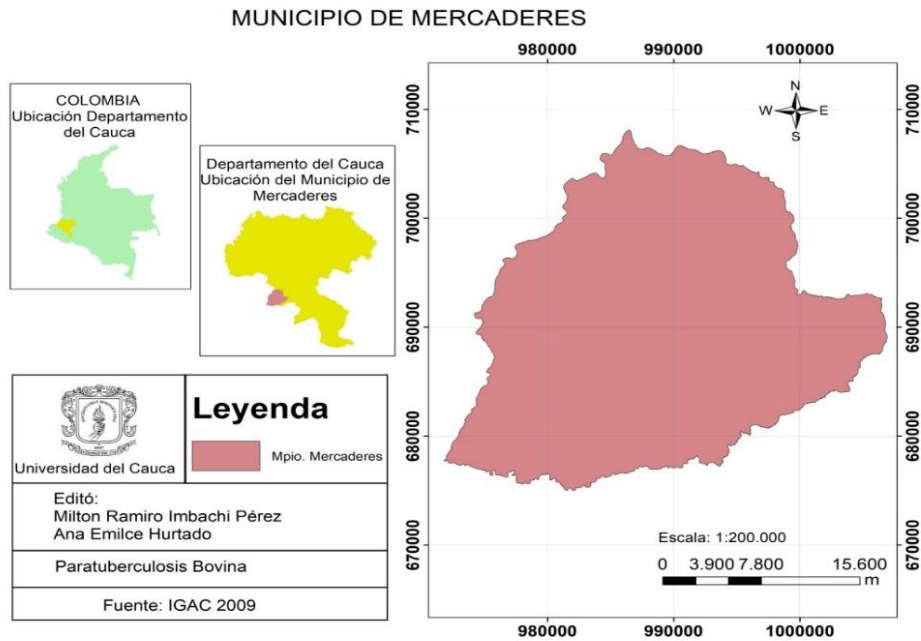 MUNICIPIO DE MERCADERES
COLOMBIA
Ubicación Departamento
del Cauca
Departamento del Cauca
Ubicación del Municipio de
Mercaderes
Universidad del Cauca
Leyenda
Mpio. Mercaderes
Editó:
Milton Ramiro Imbachi Pérez
Ana Emilce Hurtado
Paratuberculosis Bovina
Fuente: IGAC 2009
980000 990000 1000000
N
W E
S
710000 710000
700000 700000
690000 690000
680000 680000
670000 670000
Escala: 1:200.000
0 3.900 7.800 15.600
m
980000 990000 1000000